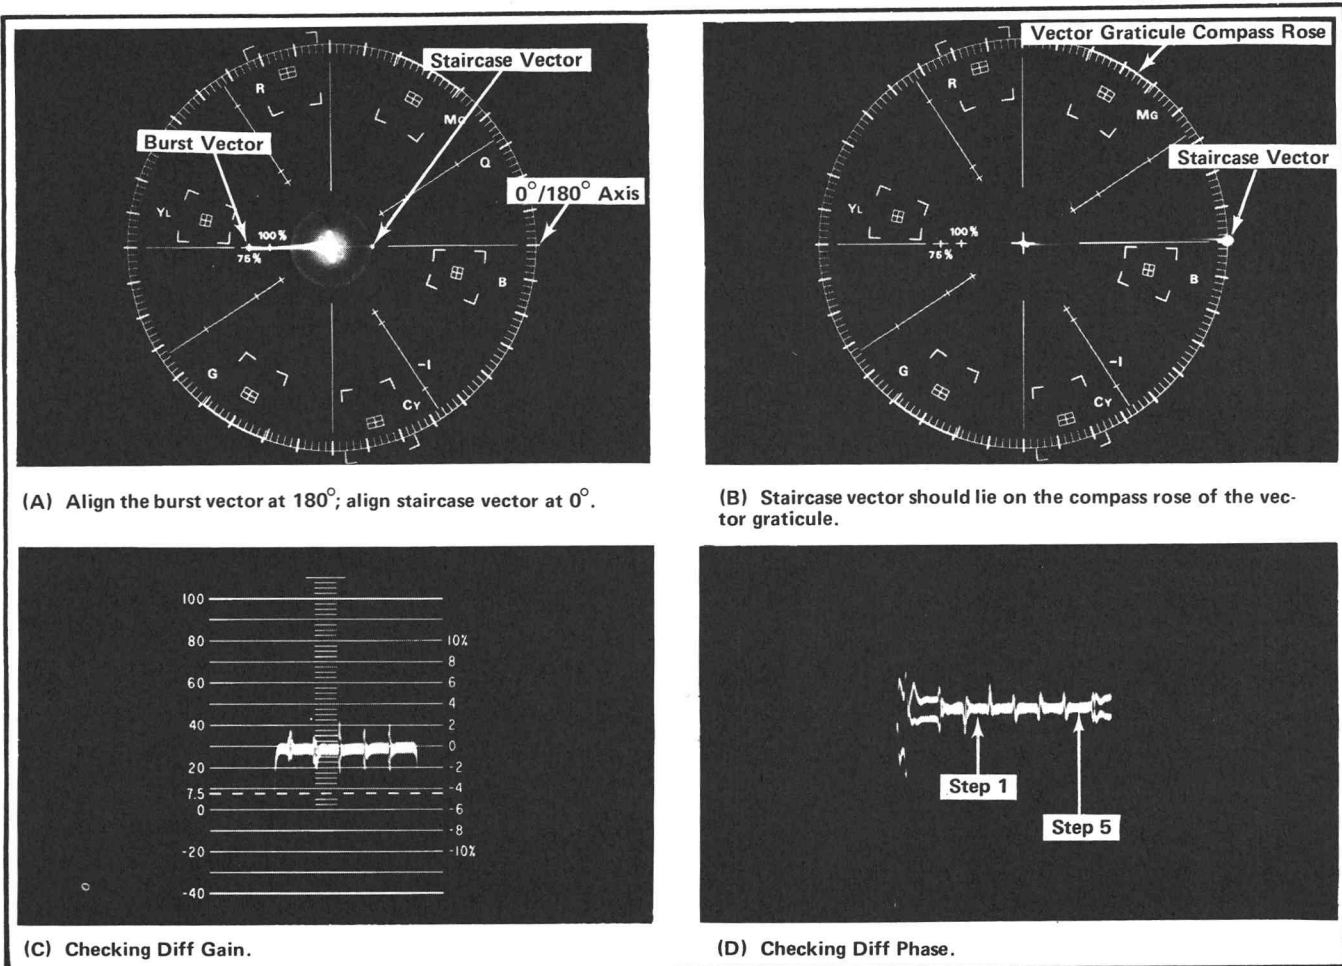 Staircase Vector
R
MG
Burst Vector
Q
0°/180° Axis
YL
100%
75%
B
-I
G
CY
(A) Align the burst vector at 180°; align staircase vector at 0°.
Vector Graticule Compass Rose
R
MG
Staircase Vector
YL
100%
75%
B
-I
G
CY
(B) Staircase vector should lie on the compass rose of the vec-
tor graticule.
100
80 10%
8
60 6
4
40 2
0
20 -2
-4
7.5
0 -6
-8
-20 -10%
-40
(C) Checking Diff Gain.
Step 1
Step 5
(D) Checking Diff Phase.